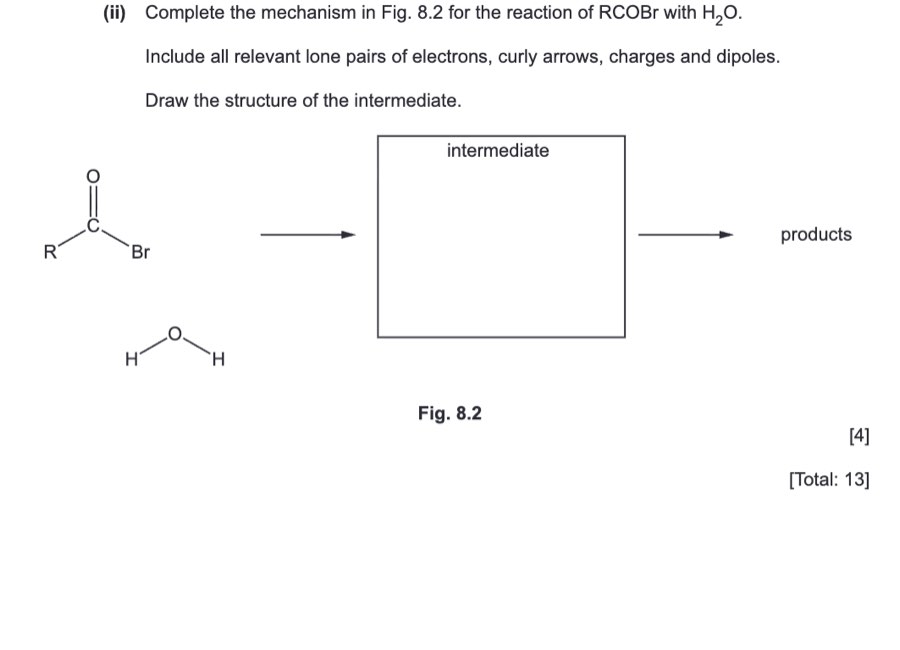 (ii) Complete the mechanism in Fig. 8.2 for the reaction of RCOBr with H₂O.
Include all relevant lone pairs of electrons, curly arrows, charges and dipoles.
Draw the structure of the intermediate.
intermediate
O
C
R
Br
products
O
H
H
Fig. 8.2
[4]
[Total: 13]